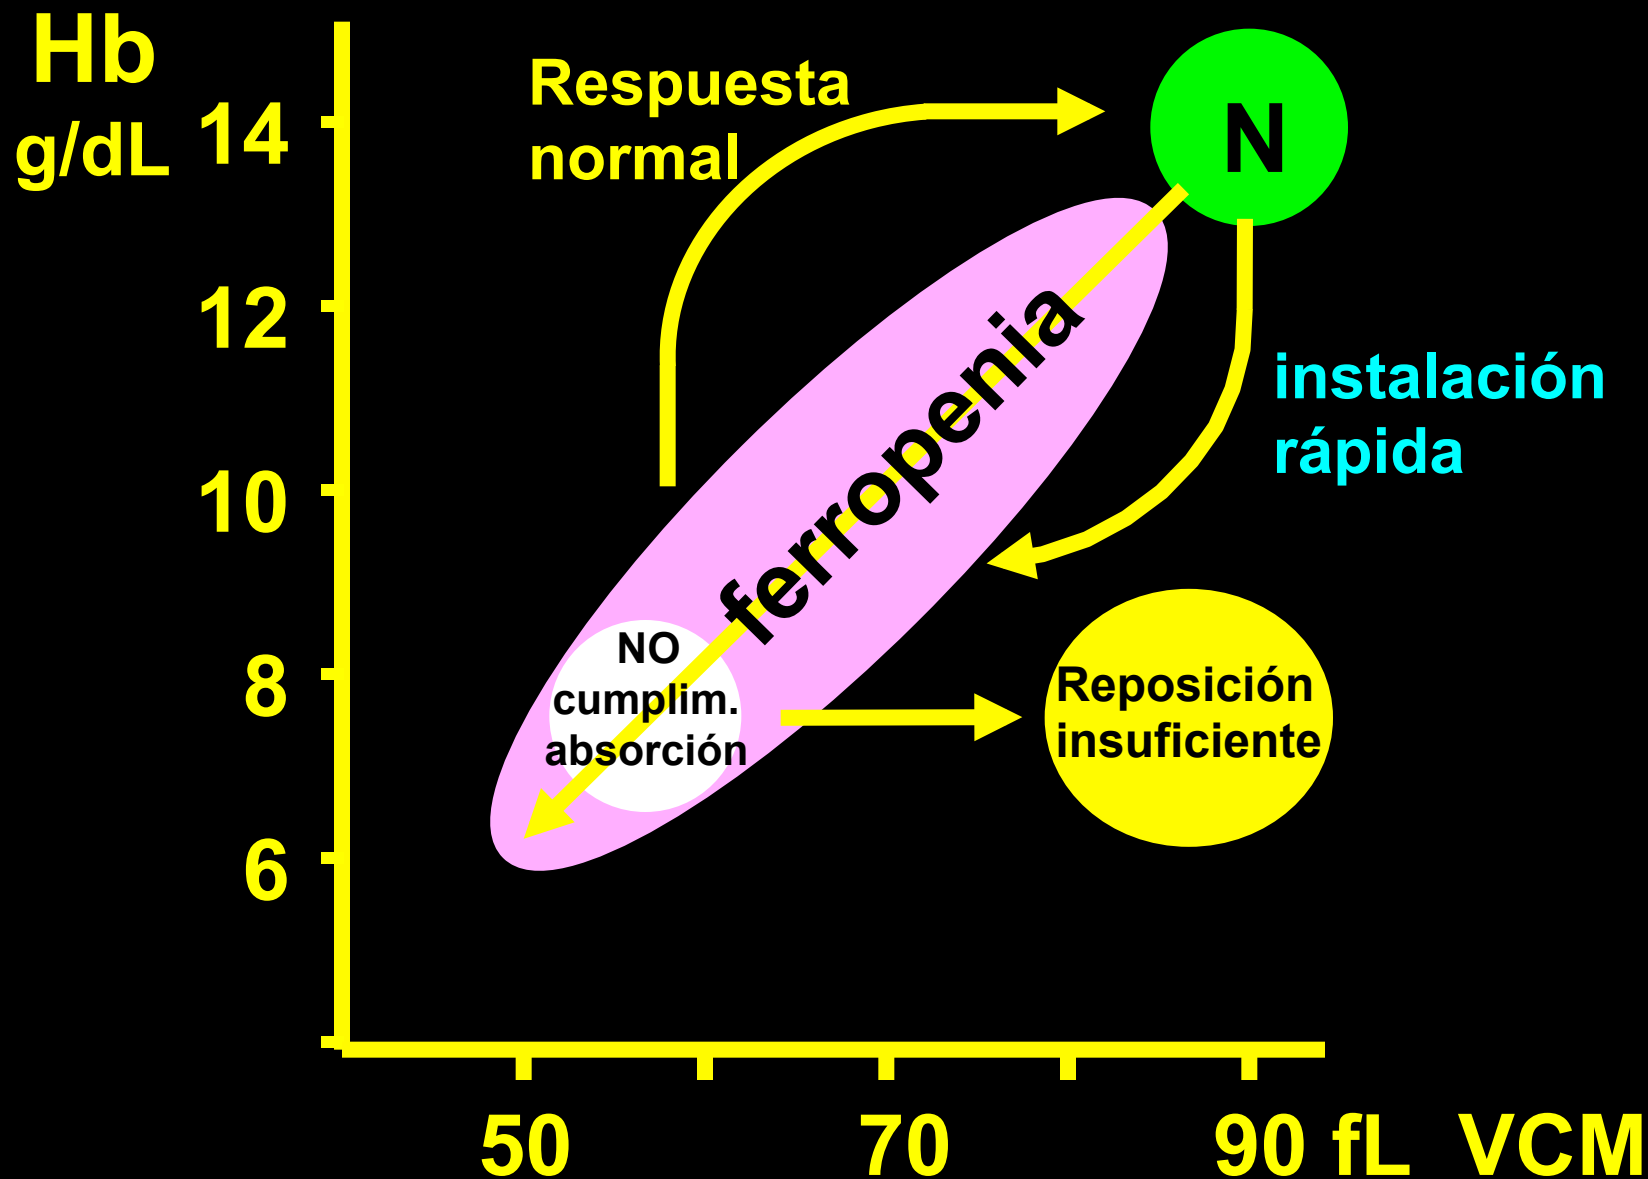 Hb
g/dL
14
12
10
8
6
Respuesta
normal
N
ferropenia
instalación
rápida
NO
cumplim.
absorción
Reposición
insuficiente
50
70
90 fL VCM